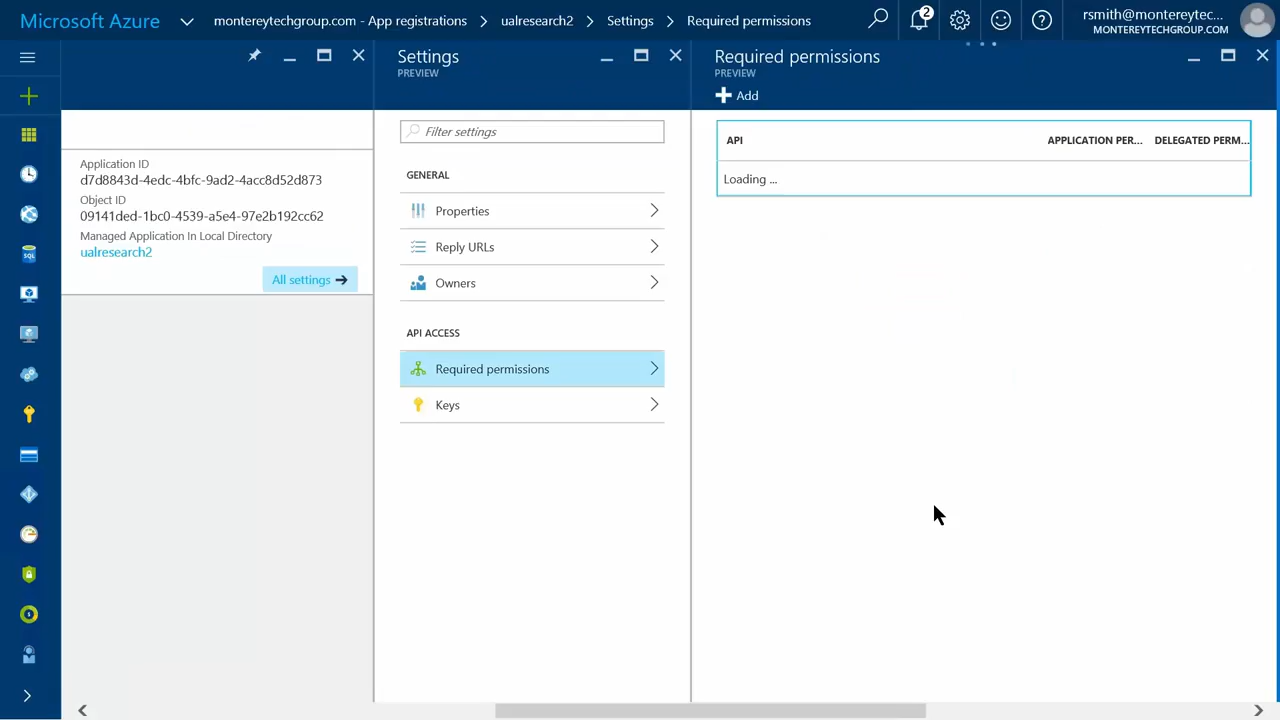 Microsoft Azure
montereytechgroup.com - App registrations
ualresearch2
Settings
Required permissions
2
rsmith@montereytec...
MONTEREYTECHGROUP.COM
Settings
PREVIEW
Required permissions
PREVIEW
Add
Application ID
d7d8843d-4edc-4bfc-9ad2-4acc8d52d873
Object ID
09141ded-1bc0-4539-a5e4-97e2b192cc62
Managed Application In Local Directory
ualresearch2
All settings
Filter settings
GENERAL
Properties
Reply URLs
Owners
API ACCESS
Required permissions
Keys
API
APPLICATION PER...
DELEGATED PERM...
Loading ...
SQL